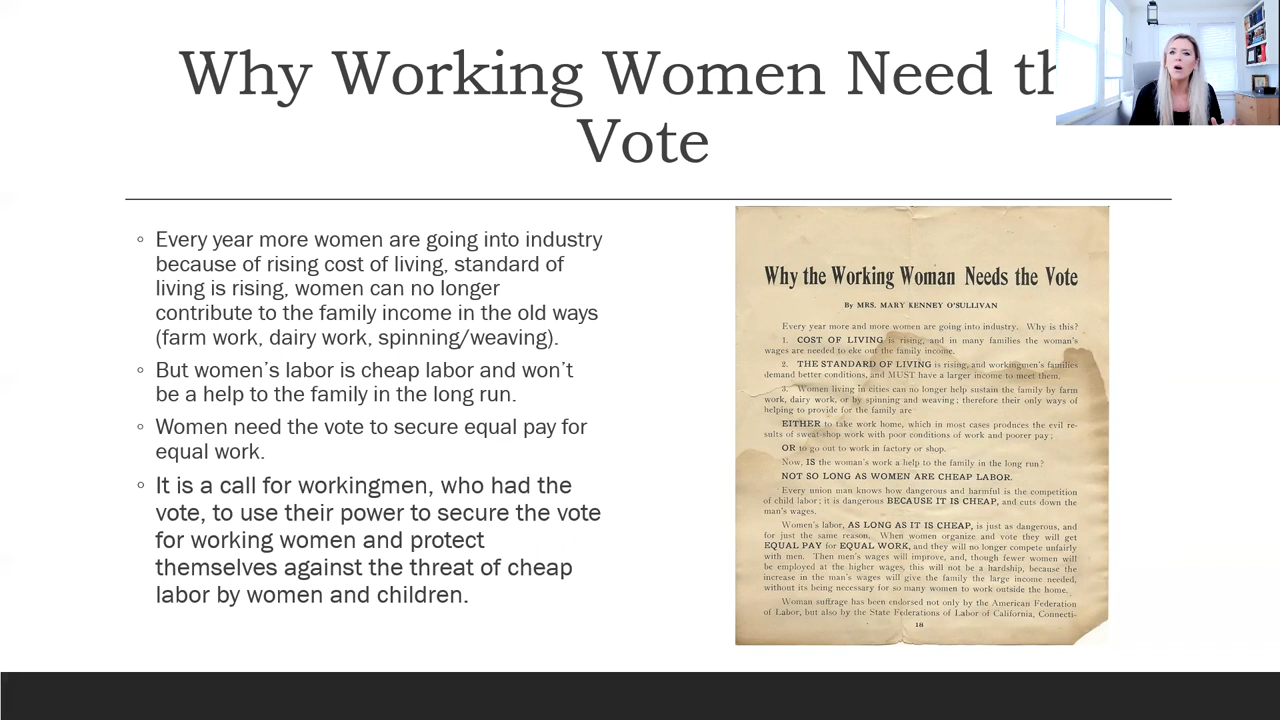 Why Working Women Need th
Vote
◦ Every year more women are going into industry
because of rising cost of living, standard of
living is rising, women can no longer
contribute to the family income in the old ways
(farm work, dairy work, spinning/weaving).
◦ But women's labor is cheap labor and won't
be a help to the family in the long run.
◦ Women need the vote to secure equal pay for
equal work.
◦ It is a call for workingmen, who had the
vote, to use their power to secure the vote
for working women and protect
themselves against the threat of cheap
labor by women and children.
Why the Working Woman Needs the Vote
By MRS. MARY KENNEY O'SULLIVAN
Every year more and more women are going into industry. Why is this?
1. COST OF LIVING is rising, and in many families the woman's
wages are needed to eke out the family income.
2. THE STANDARD OF LIVING is rising, and workingmen's families
demand better conditions, and MUST have a larger income to meet them.
3. Women living in cities can no longer help sustain the family by farm
work, dairy work, or by spinning and weaving; therefore their only ways of
helping to provide for the family are
EITHER to take work home, which in most cases produces the evil re-
sults of sweat-shop work with poor conditions of work and poorer pay;
OR to go out to work in factory or shop.
Now, IS the woman's work a help to the family in the long run?
NOT SO LONG AS WOMEN ARE CHEAP LABOR.
Every union man knows how dangerous and harmful is the competition
of child labor; it is dangerous BECAUSE IT IS CHEAP, and cuts down the
man's wages.
Women's labor, AS LONG AS IT IS CHEAP, is just as dangerous, and
for just the same reason. When women organize and vote they will get
EQUAL PAY for EQUAL WORK, and they will no longer compete unfairly
with men. Then men's wages will improve, and, though fewer women will
be employed at the higher wages, this will not be a hardship, because the
increase in the man's wages will give the family the large income needed,
without its being necessary for so many women to work outside the home.
Woman suffrage has been endorsed not only by the American Federation
of Labor, but also by the State Federations of Labor of California, Connecti-
18